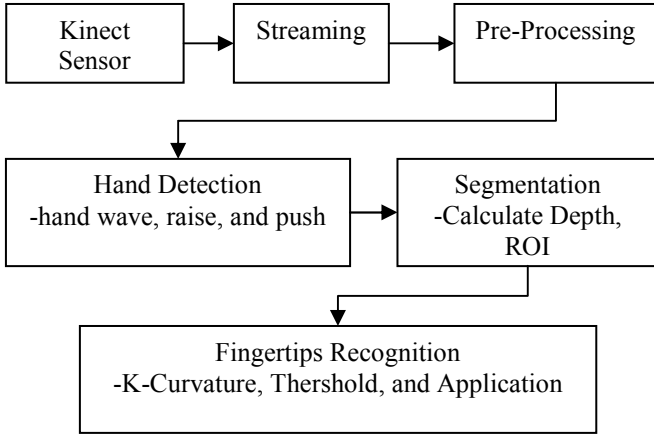 Kinect
Sensor
Streaming
Pre-Processing
Hand Detection
-hand wave, raise, and push
Segmentation
-Calculate Depth,
ROI
Fingertips Recognition
-K-Curvature, Thershold, and Application